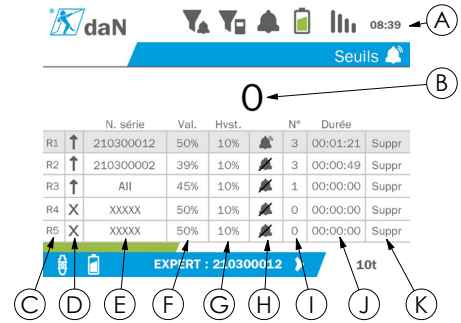 daN 08:39 A
Seuils
0 B
N. série Val. Hyst. N° Durée
R1 210300012 50% 10% 3 00:01:21 Suppr
R2 210300002 39% 10% 3 00:00:49 Suppr
R3 All 45% 10% 1 00:00:00 Suppr
R4 X XXXXX 50% 10% 0 00:00:00 Suppr
R5 X XXXXX 50% 10% 0 00:00:00 Suppr
EXPERT : 210300012 10t
C D E F G H I J K